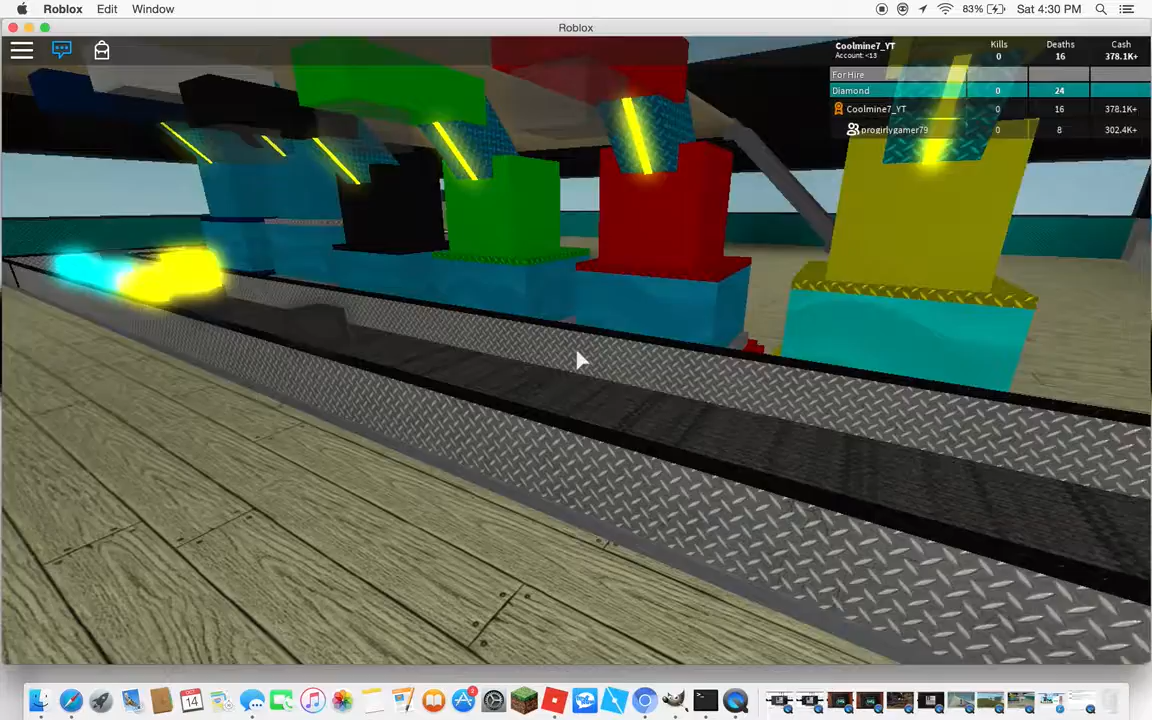 Roblox Edit Window 83% Sat 4:30 PM
Roblox
Coolmine7_YT Kills Deaths Cash
Account: <13 0 16 378.1K+
For Hire
Diamond 0 24
Coolmine7_YT 0 16 378.1K+
progirlygamer79 0 8 302.4K+
OCT
14